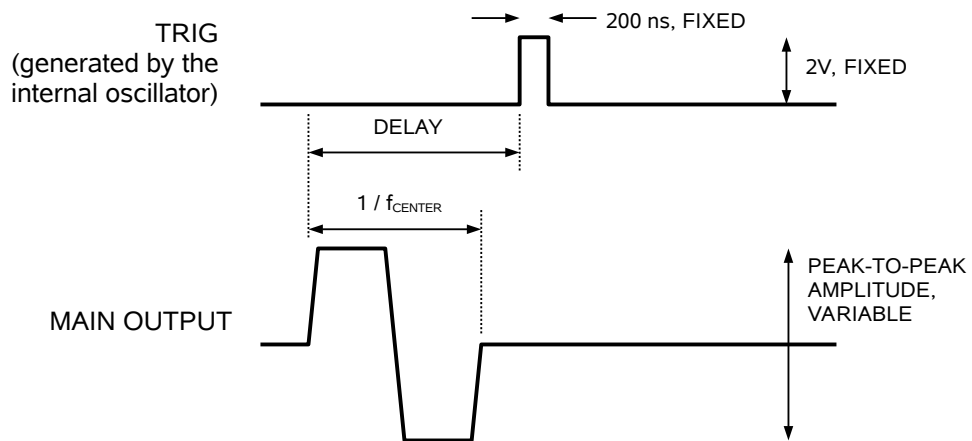 TRIG
(generated by the
internal oscillator)
200 ns, FIXED
2V, FIXED
DELAY
1 / fCENTER
MAIN OUTPUT
PEAK-TO-PEAK
AMPLITUDE,
VARIABLE